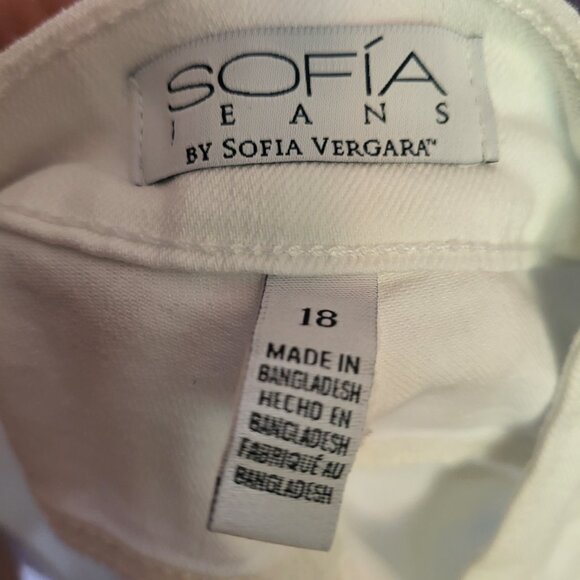 SOFÍA
JEANS
BY SOFIA VERGARA™
18
MADE IN
BANGLADESH
HECHO EN
BANGLADESH
FABRIQUÉ AU
BANGLADESH